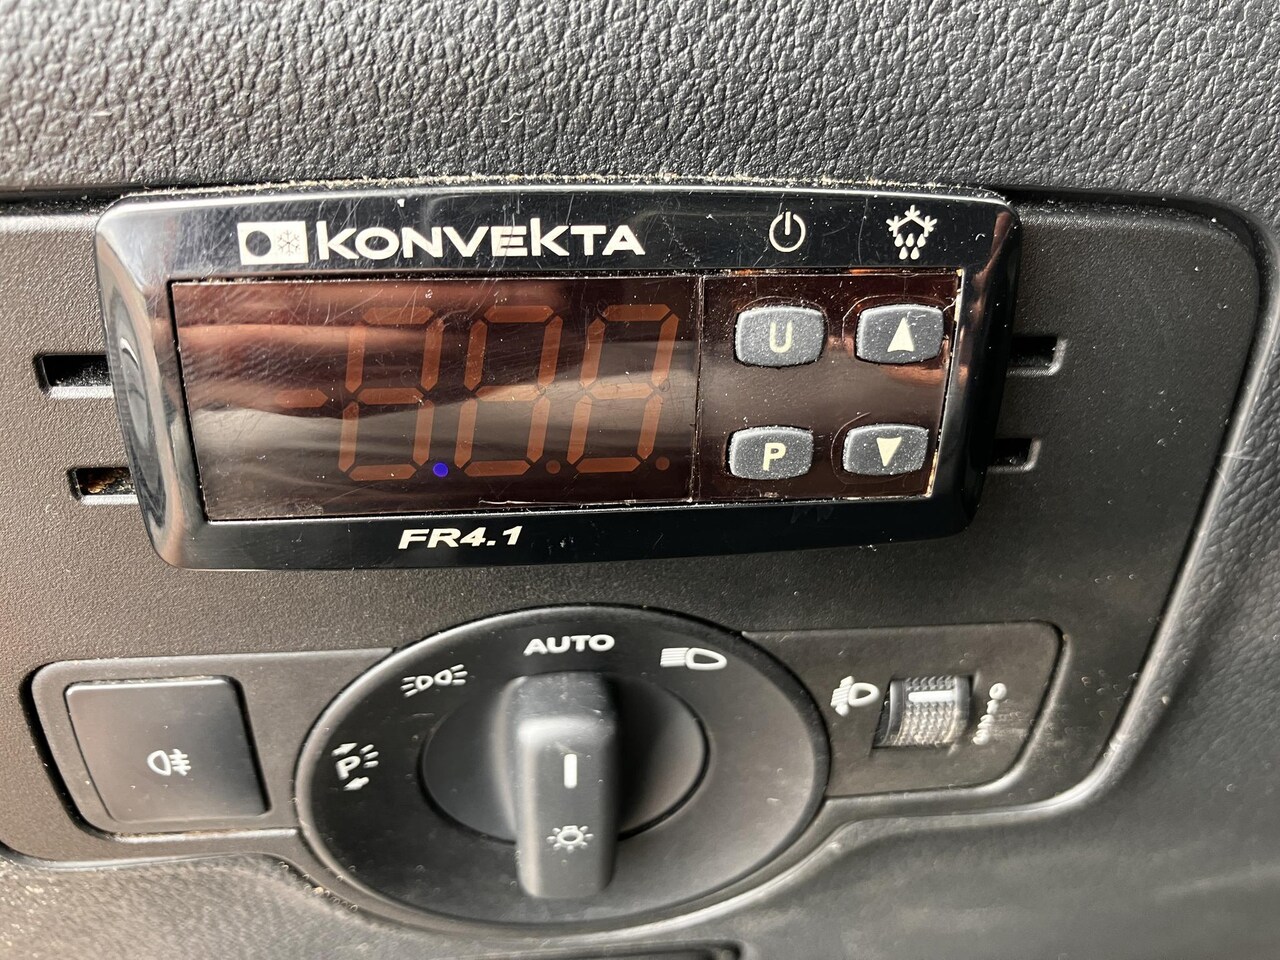 KONVEKTA
U
P
FR4.1
AUTO
P